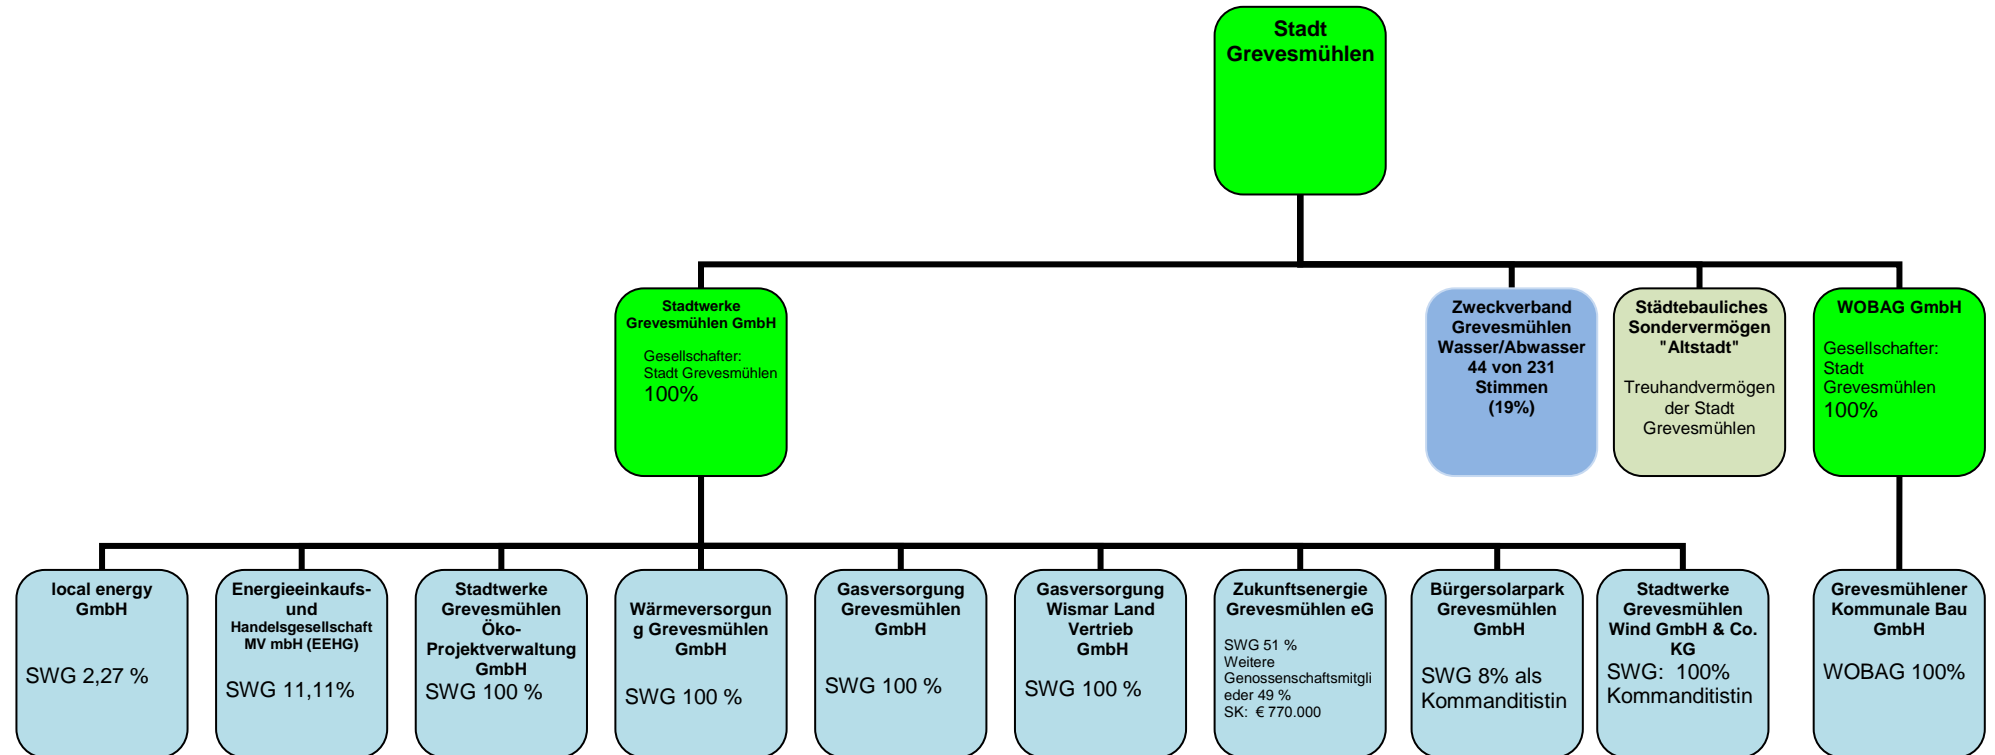 Stadt
Grevesmühlen
Stadtwerke
Grevesmühlen GmbH
Gesellschafter:
Stadt Grevesmühlen
100%
Zweckverband
Grevesmühlen
Wasser/Abwasser
44 von 231
Stimmen
(19%)
Städtebauliches
Sondervermögen
"Altstadt"
Treuhandvermögen
der Stadt
Grevesmühlen
WOBAG GmbH
Gesellschafter:
Stadt
Grevesmühlen
100%
local energy
GmbH
SWG 2,27 %
Energieeinkaufs-
und
Handelsgesellschaft
MV mbH (EEHG)
SWG 11,11%
Stadtwerke
Grevesmühlen
Öko-
Projektverwaltung
GmbH
SWG 100 %
Wärmeversorgun
g Grevesmühlen
GmbH
SWG 100 %
Gasversorgung
Grevesmühlen
GmbH
SWG 100 %
Gasversorgung
Wismar Land
Vertrieb
GmbH
SWG 100 %
Zukunftsenergie
Grevesmühlen eG
SWG 51 %
Weitere
Genossenschaftsmitgli
eder 49 %
SK: € 770.000
Bürgersolarpark
Grevesmühlen
GmbH
SWG 8% als
Kommanditistin
Stadtwerke
Grevesmühlen
Wind GmbH & Co.
KG
SWG: 100%
Kommanditistin
Grevesmühlener
Kommunale Bau
GmbH
WOBAG 100%